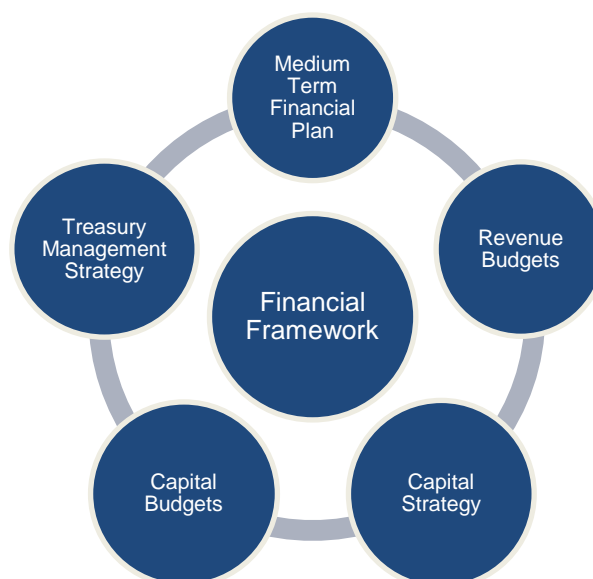 Medium
Term
Financial
Plan
Treasury
Management
Strategy
Revenue
Budgets
Financial
Framework
Capital
Budgets
Capital
Strategy